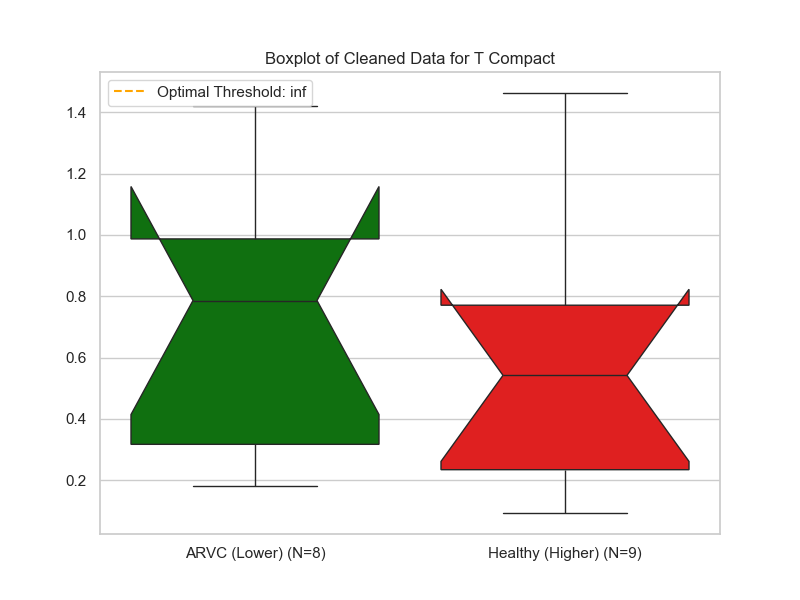 Boxplot of Cleaned Data for T Compact
Optimal Threshold: inf
1.4
1.2
1.0
0.8
0.6
0.4
0.2
ARVC (Lower) (N=8)
Healthy (Higher) (N=9)